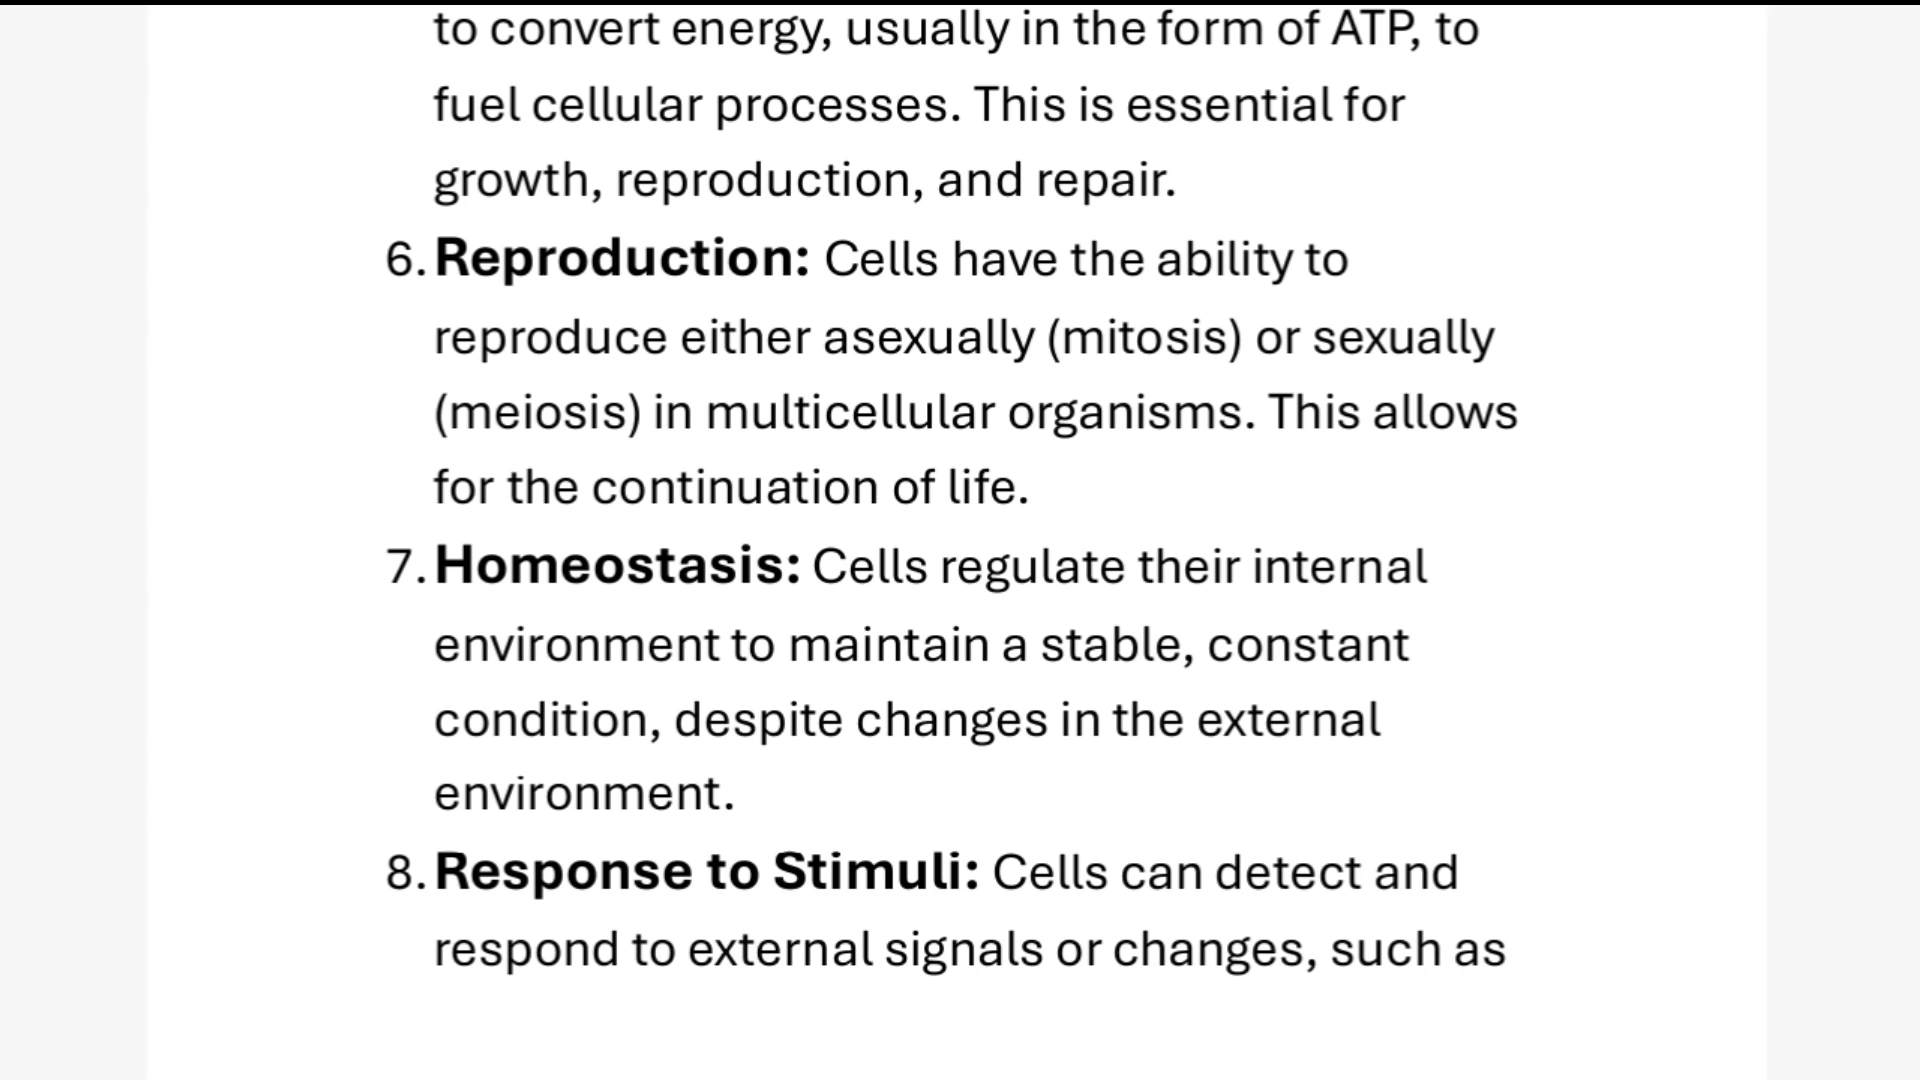 to convert energy, usually in the form of ATP, to
fuel cellular processes. This is essential for
growth, reproduction, and repair.
6. Reproduction: Cells have the ability to
reproduce either asexually (mitosis) or sexually
(meiosis) in multicellular organisms. This allows
for the continuation of life.
7. Homeostasis: Cells regulate their internal
environment to maintain a stable, constant
condition, despite changes in the external
environment.
8. Response to Stimuli: Cells can detect and
respond to external signals or changes, such as